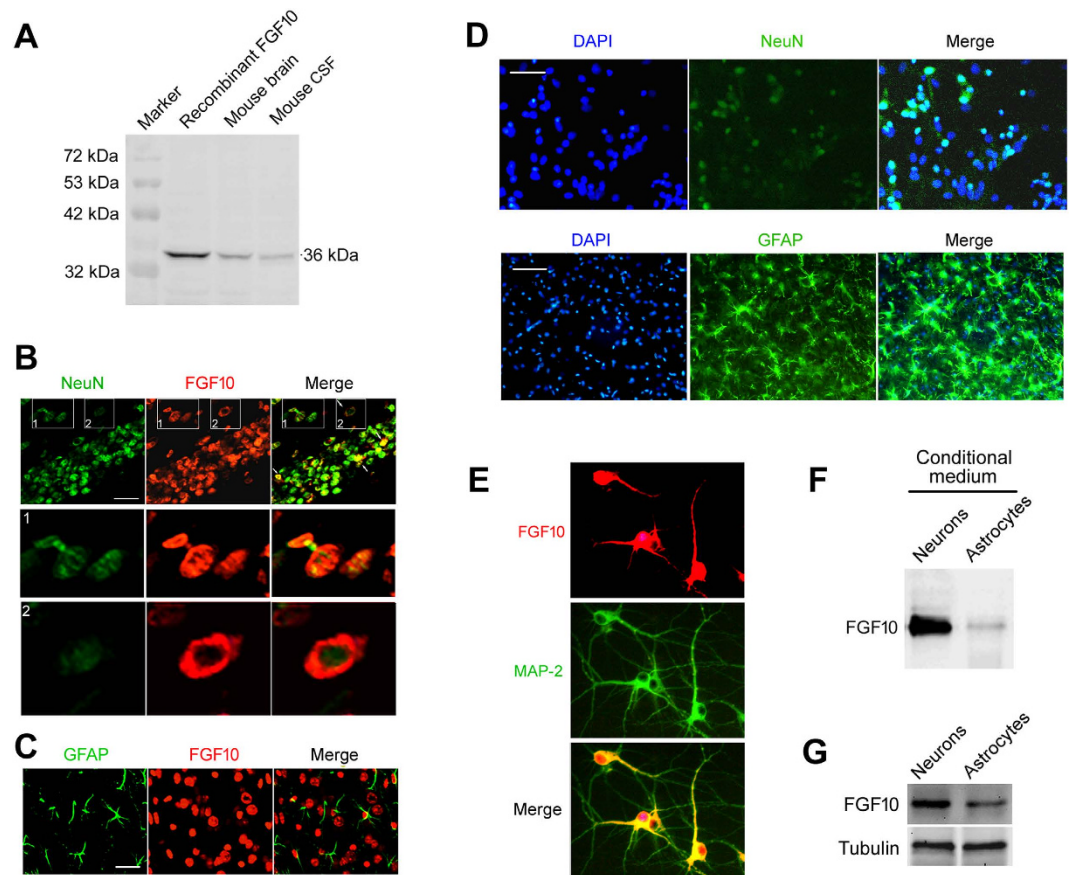 A
Marker
Recombinant FGF10
Mouse brain
Mouse CSF
72 kDa
53 kDa
42 kDa
32 kDa
36 kDa
B
NeuN FGF10 Merge
1 2 1 2 1 2
1
2
C
GFAP FGF10 Merge
D
DAPI NeuN Merge
DAPI GFAP Merge
E
FGF10
MAP-2
Merge
F
Conditional
medium
Neurons
Astrocytes
FGF10
G
Neurons
Astrocytes
FGF10
Tubulin